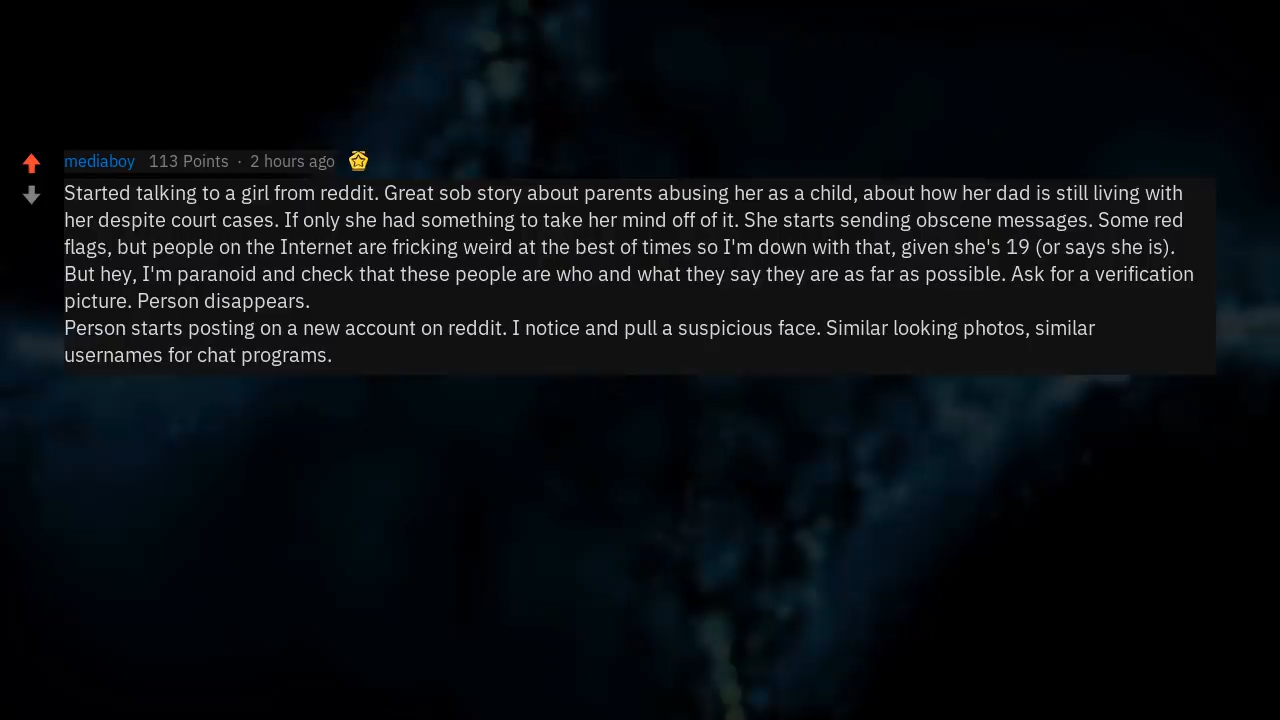 mediaboy 113 Points · 2 hours ago
Started talking to a girl from reddit. Great sob story about parents abusing her as a child, about how her dad is still living with
her despite court cases. If only she had something to take her mind off of it. She starts sending obscene messages. Some red
flags, but people on the Internet are fricking weird at the best of times so I'm down with that, given she's 19 (or says she is).
But hey, I'm paranoid and check that these people are who and what they say they are as far as possible. Ask for a verification
picture. Person disappears.
Person starts posting on a new account on reddit. I notice and pull a suspicious face. Similar looking photos, similar
usernames for chat programs.